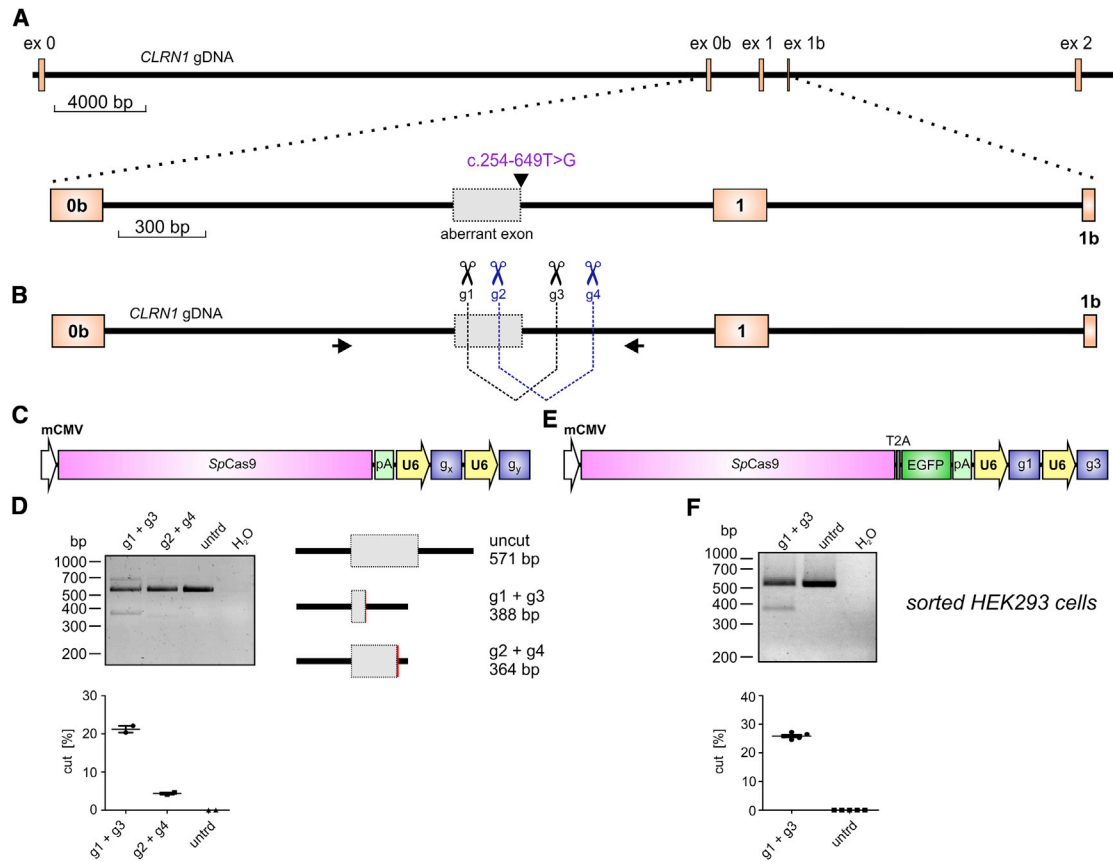 A
ex 0
ex 0b
ex 1
ex 1b
ex 2
CLRN1 gDNA
4000 bp
c.254-649T>G
0b
1
300 bp
aberrant exon
1b
B
g1
g2
g3
g4
1b
CLRN1 gDNA
0b
1
C
mCMV
SpCas9
pA
U6
gx
U6
gy
E
mCMV
T2A
SpCas9
EGFP
pA
U6
g1
U6
g3
D
bp
g1 + g3
g2 + g4
untrd
H2O
1000
700
500
400
300
200
uncut
571 bp
g1 + g3
388 bp
g2 + g4
364 bp
30
20
10
0
cut [%]
g1 + g3
g2 + g4
untrd
F
bp
g1 + g3
untrd
H2O
1000
700
500
400
300
200
sorted HEK293 cells
40
30
20
10
0
cut [%]
g1 + g3
untrd